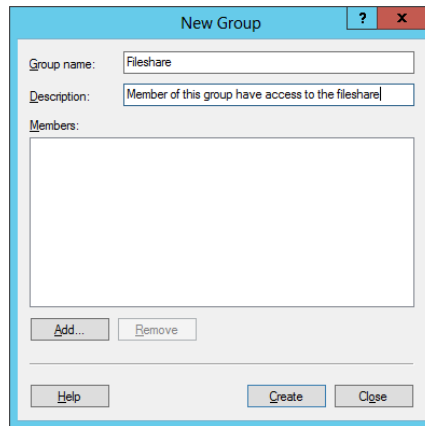 New Group
? x
Group name: Fileshare
Description: Member of this group have access to the fileshare
Members:
Add... Remove
Help Create Close